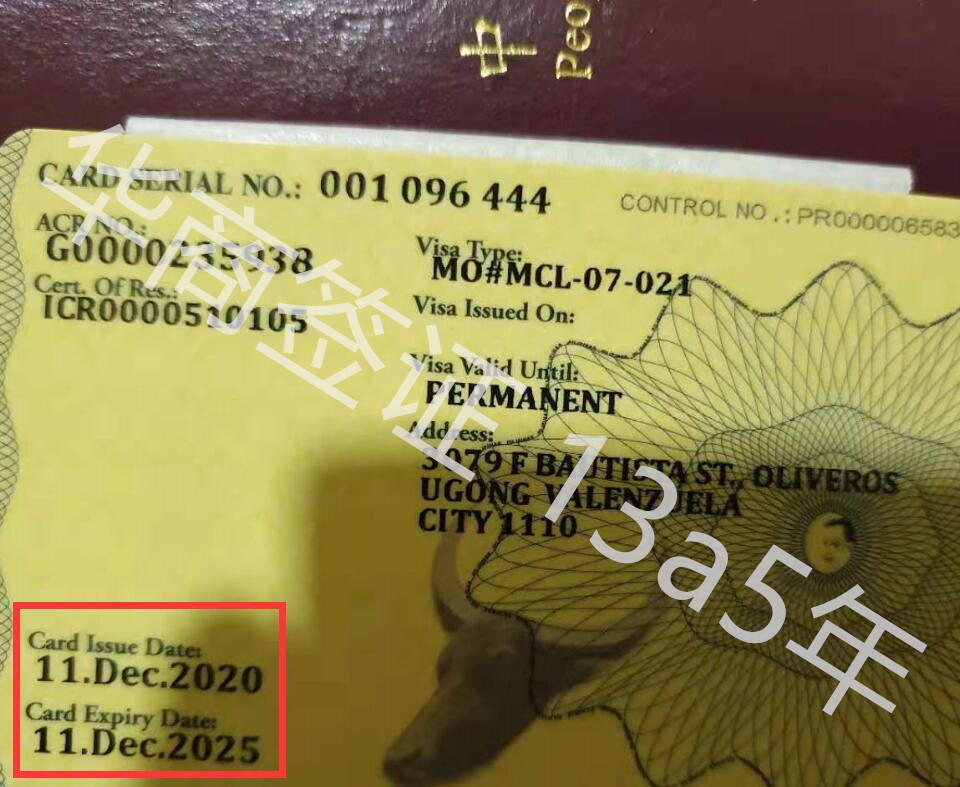 中
Peo
CARD SERIAL NO.: 001 096 444
CONTROL NO.: PR0000006583
ACR NO.:
G0000235938
Visa Type:
MO#MCL-07-021
Cert. Of Res.:
ICR0000510105
Visa Issued On:
Visa Valid Until:
PERMANENT
Address:
3079 F BAUTISTA ST., OLIVEROS
UGONG VALENZUELA
CITY 1110
Card Issue Date:
11.Dec.2020
Card Expiry Date:
11.Dec.2025
华商签证 13a5年